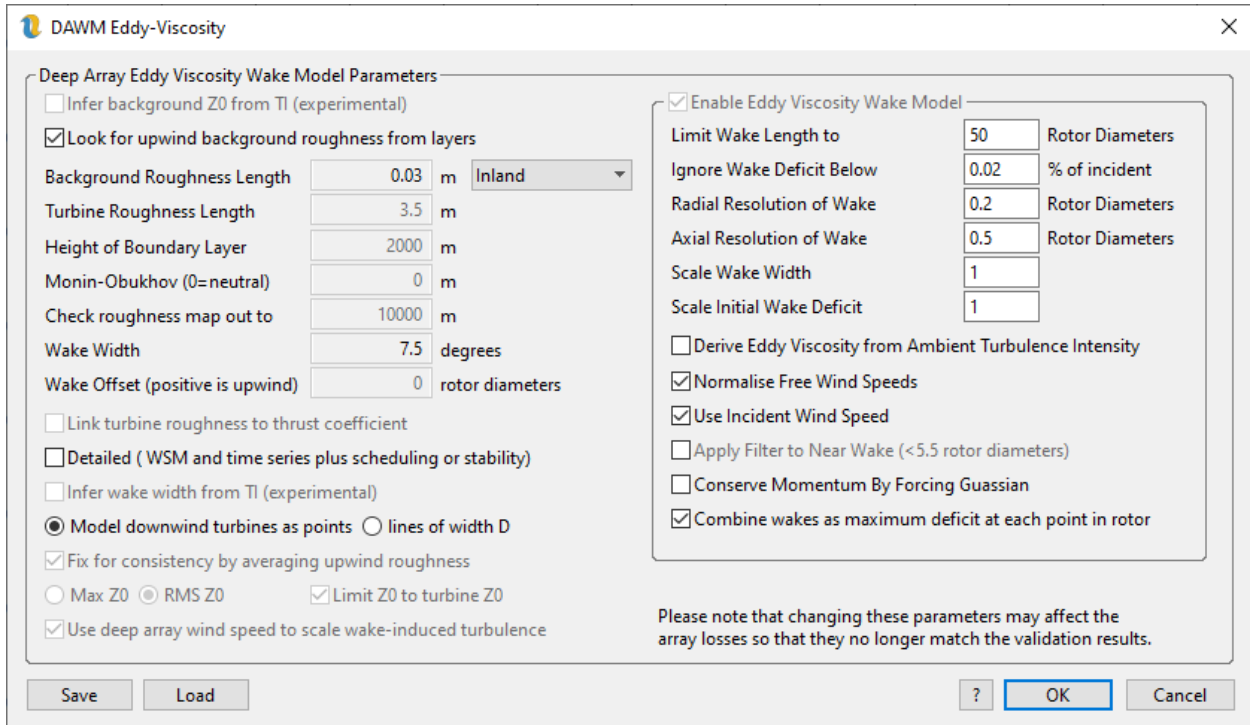 DAWM Eddy-Viscosity
Deep Array Eddy Viscosity Wake Model Parameters
Infer background Z0 from TI (experimental)
Look for upwind background roughness from layers
Background Roughness Length 0.03 m Inland
Turbine Roughness Length 3.5 m
Height of Boundary Layer 2000 m
Monin-Obukhov (0=neutral) 0 m
Check roughness map out to 10000 m
Wake Width 7.5 degrees
Wake Offset (positive is upwind) 0 rotor diameters
Link turbine roughness to thrust coefficient
Detailed ( WSM and time series plus scheduling or stability)
Infer wake width from TI (experimental)
Model downwind turbines as points lines of width D
Fix for consistency by averaging upwind roughness
Max Z0 RMS Z0 Limit Z0 to turbine Z0
Use deep array wind speed to scale wake-induced turbulence
Enable Eddy Viscosity Wake Model
Limit Wake Length to 50 Rotor Diameters
Ignore Wake Deficit Below 0.02 % of incident
Radial Resolution of Wake 0.2 Rotor Diameters
Axial Resolution of Wake 0.5 Rotor Diameters
Scale Wake Width 1
Scale Initial Wake Deficit 1
Derive Eddy Viscosity from Ambient Turbulence Intensity
Normalise Free Wind Speeds
Use Incident Wind Speed
Apply Filter to Near Wake (<5.5 rotor diameters)
Conserve Momentum By Forcing Guassian
Combine wakes as maximum deficit at each point in rotor
Please note that changing these parameters may affect the
array losses so that they no longer match the validation results.
Save Load ? OK Cancel